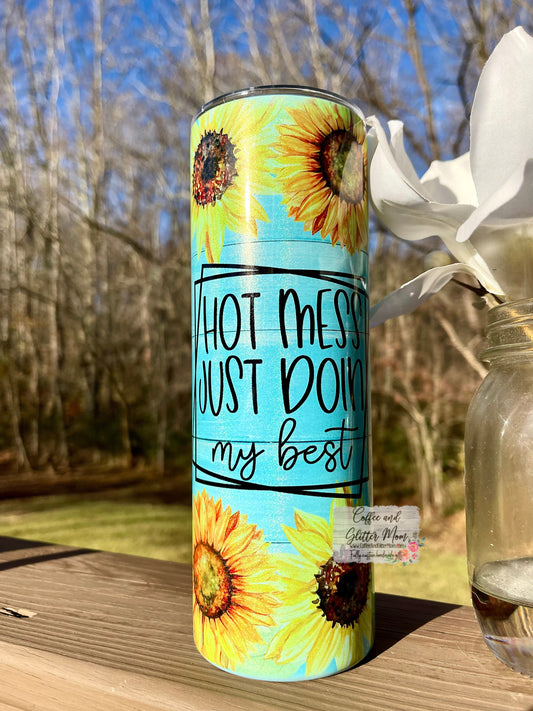 HOT MESS
JUST DOIN
my best
Coffee and
Glitter Mom